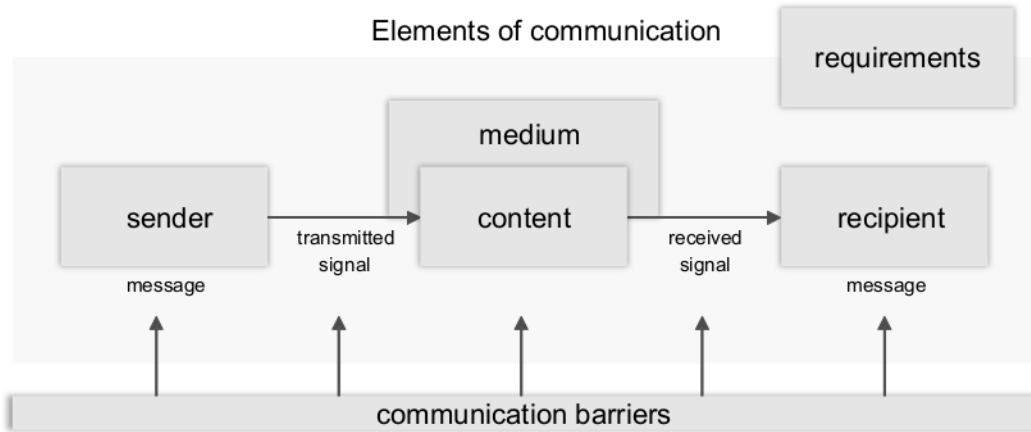 Elements of communication
requirements
medium
sender
content
recipient
transmitted
signal
received
signal
message
message
communication barriers